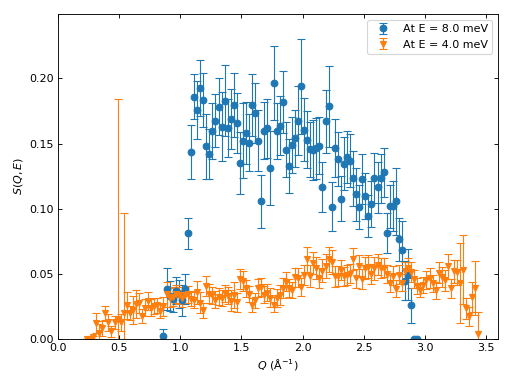 At E = 8.0 meV
At E = 4.0 meV
0.20
0.15
0.10
0.05
0.00
S(Q, E)
0.0 0.5 1.0 1.5 2.0 2.5 3.0 3.5
Q (Å⁻¹)